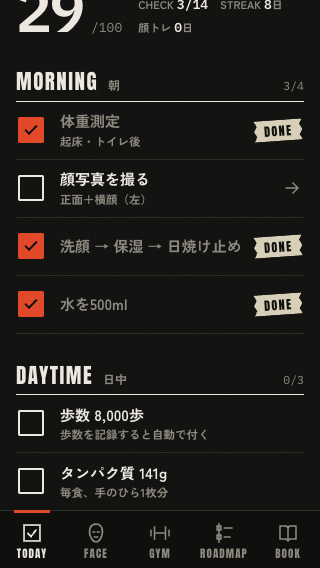 29 /100
CHECK 3/14 STREAK 8日
顔トレ 0日
MORNING 朝 3/4
体重測定
起床・トイレ後
DONE
顔写真を撮る
正面＋横顔（左）
→
洗顔 → 保湿 → 日焼け止め
DONE
水を500ml
DONE
DAYTIME 日中 0/3
歩数 8,000歩
歩数を記録すると自動で付く
タンパク質 141g
毎食、手のひら1枚分
TODAY FACE GYM ROADMAP BOOK